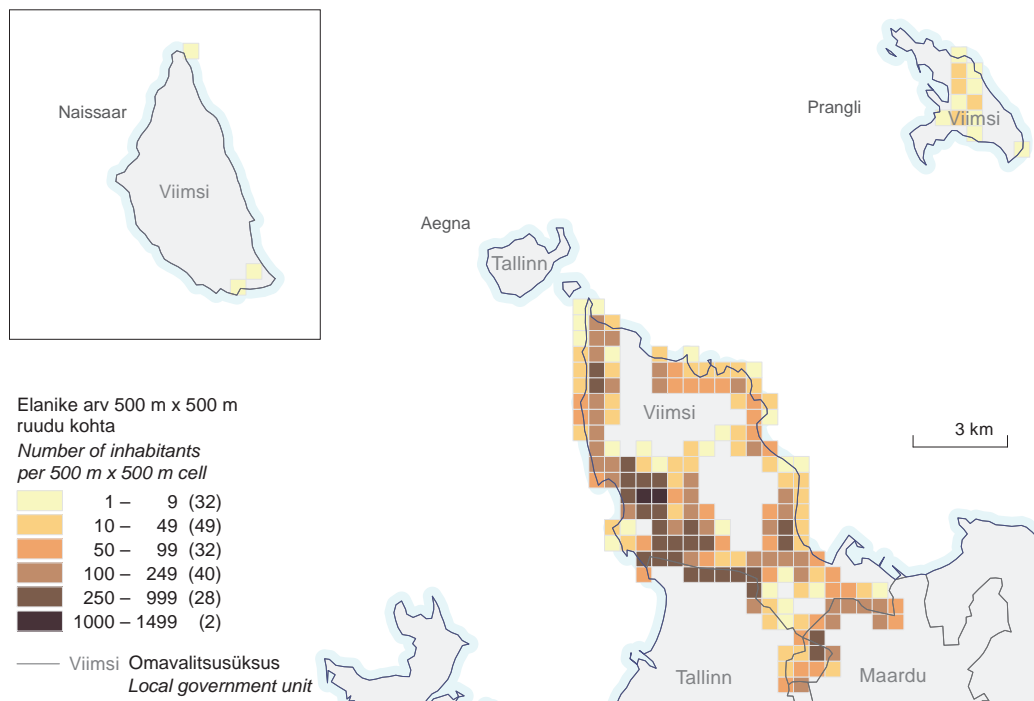 Naissaar
Viimsi
Prangli
Viimsi
Aegna
Tallinn
Viimsi
3 km
Elanike arv 500 m x 500 m
ruudu kohta
Number of inhabitants
per 500 m x 500 m cell
1 – 9 (32)
10 – 49 (49)
50 – 99 (32)
100 – 249 (40)
250 – 999 (28)
1000 – 1499 (2)
Viimsi Omavalitsusüksus
Local government unit
Tallinn
Maardu